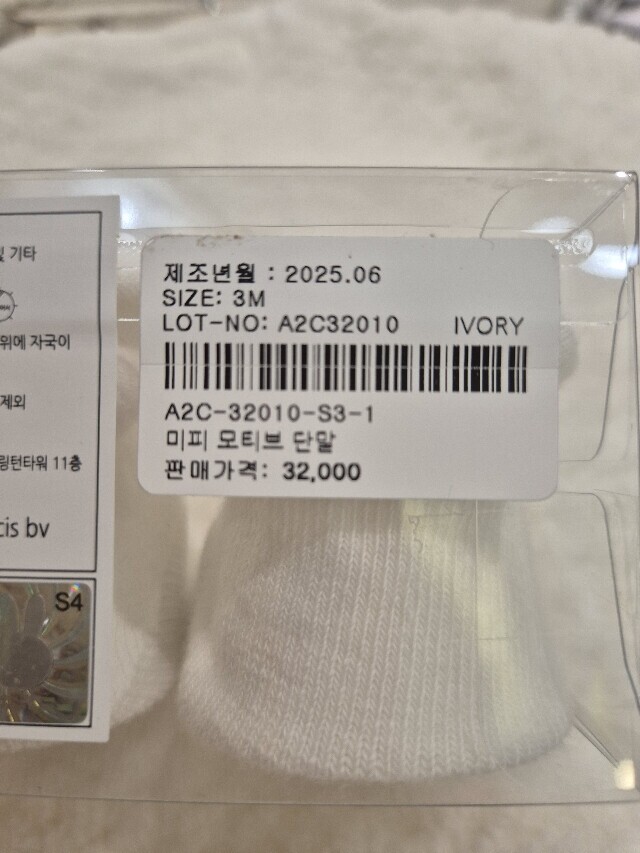 및 기타
위에 자국이
제외
링턴타워 11층
cis bv
S4
제조년월 : 2025.06
SIZE: 3M
LOT-NO: A2C32010 IVORY
A2C-32010-S3-1
미피 모티브 단말
판매가격: 32,000